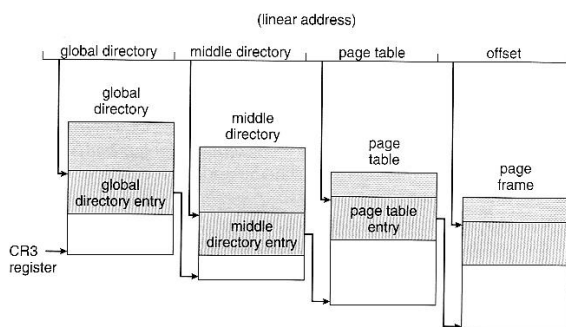 (linear address)
global directory
middle directory
page table
offset
global
directory
middle
directory
page
table
page
frame
global
directory entry
middle
directory entry
page table
entry
CR3
register